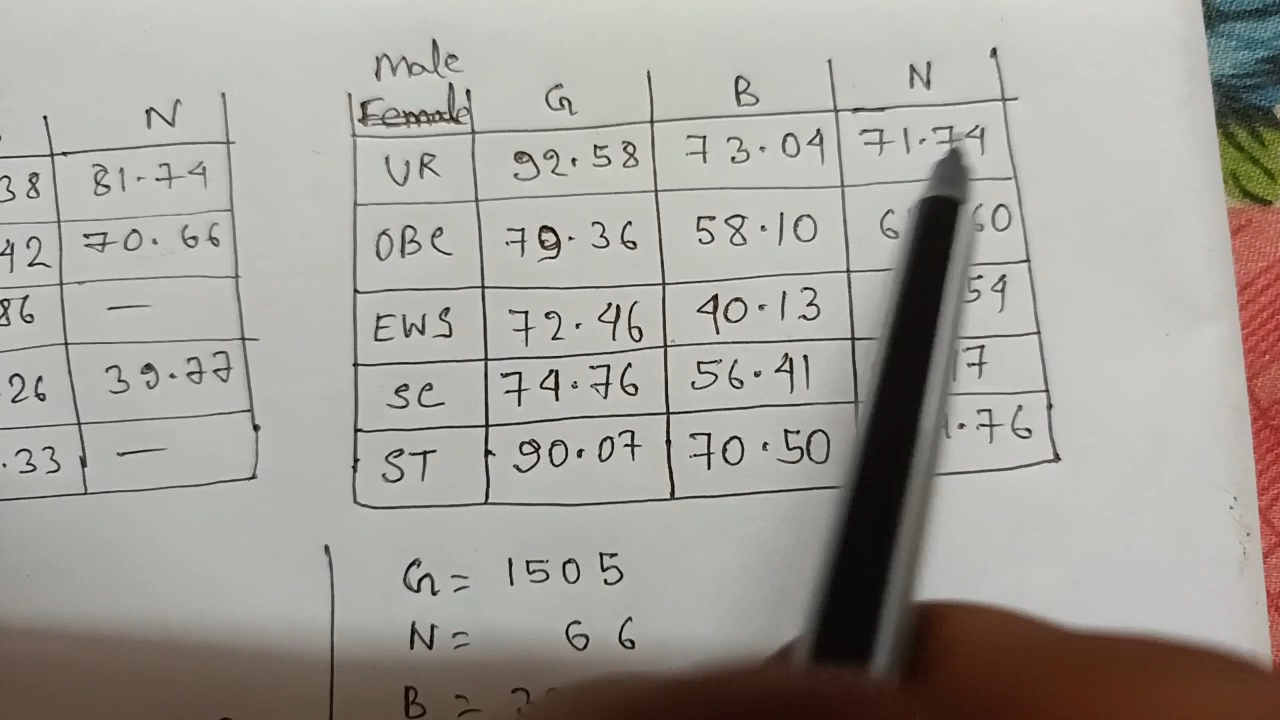 N
38 81.74
42 70.66
86 —
26 39.77
.33 —
Male
Female G B N
UR 92.58 73.04 71.74
OBC 79.36 58.10 6 60
EWS 72.46 40.13 54
SC 74.76 56.41 17
ST 90.07 70.50 .76
G = 1505
N = 66
B =